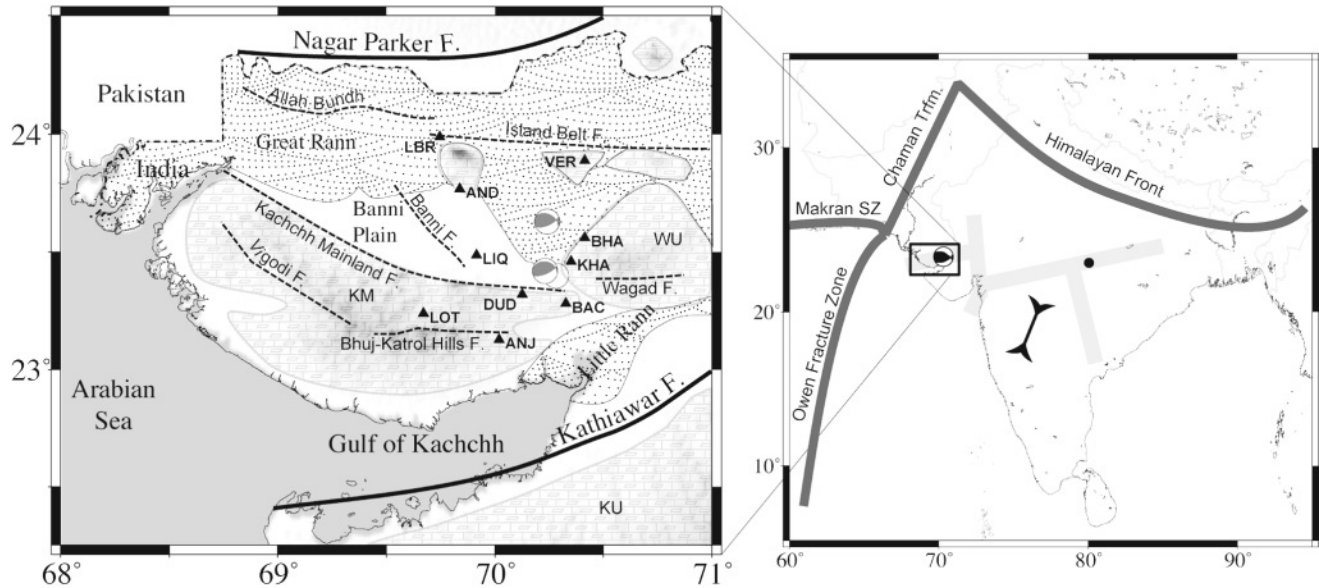 Nagar Parker F.
Pakistan
Allah Bundh
24°
Great Rann
LBR
Island Belt F.
VER
India
AND
Banni
Plain
Banni F.
Kachchh Mainland F.
BHA
WU
LIQ
KHA
Vigodi F.
KM
Wagad F.
DUD
BAC
LOT
Bhuj-Katrol Hills F.
ANJ
23°
Little Rann
Arabian
Sea
Kathiawar F.
Gulf of Kachchh
KU
68°
69°
70°
71°
Chaman Trfm.
Himalayan Front
30°
Makran SZ
20°
Owen Fracture Zone
10°
60°
70°
80°
90°